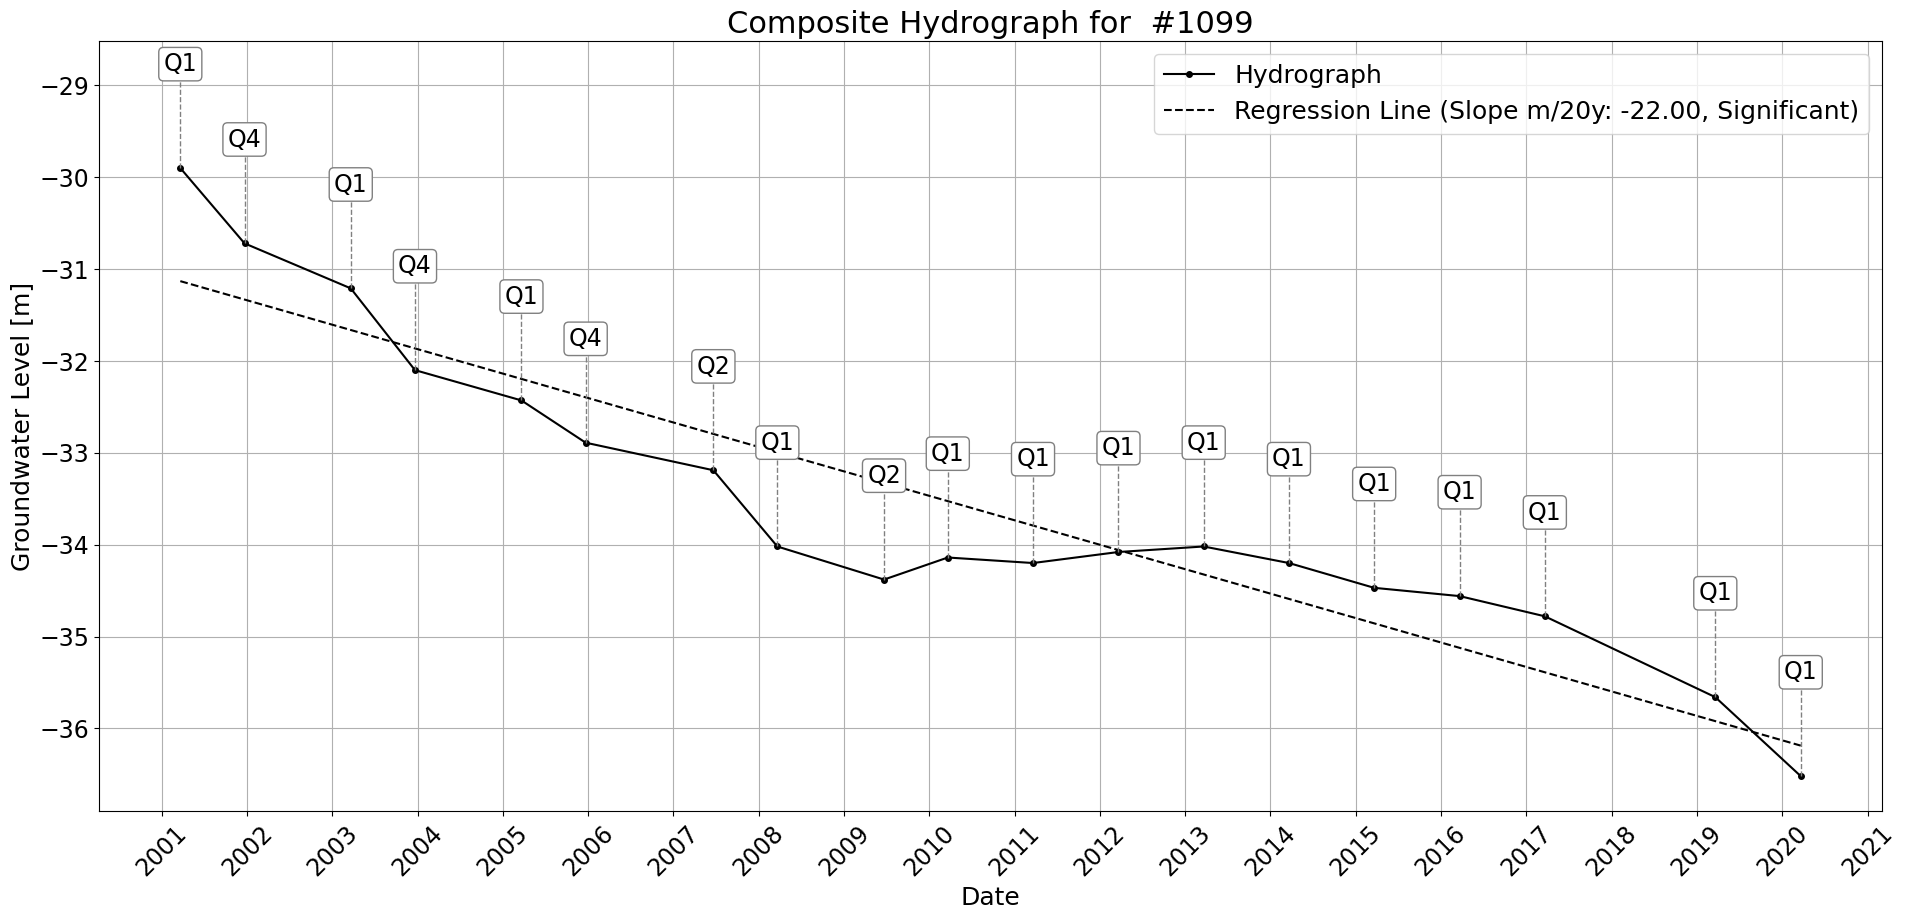 Composite Hydrograph for  #1099
Hydrograph
Regression Line (Slope m/20y: -22.00, Significant)
Groundwater Level [m]
−29
−30
−31
−32
−33
−34
−35
−36
Q1
Q4
Q1
Q4
Q1
Q4
Q2
Q1
Q2
Q1
Q1
Q1
Q1
Q1
Q1
Q1
Q1
Q1
Q1
2001
2002
2003
2004
2005
2006
2007
2008
2009
2010
2011
2012
2013
2014
2015
2016
2017
2018
2019
2020
2021
Date